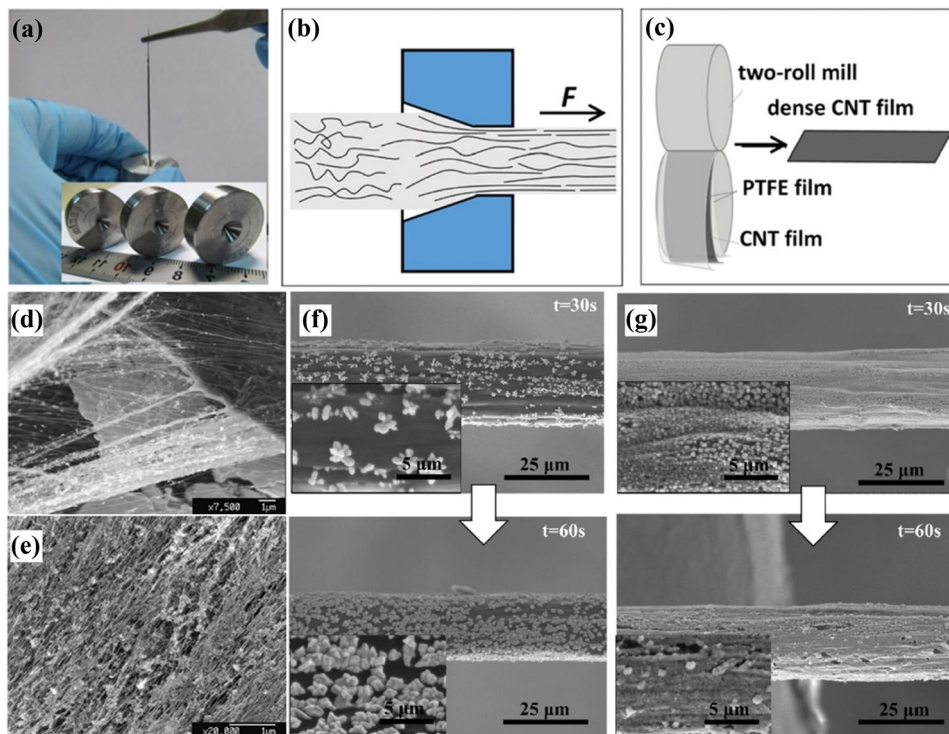 (a)
(b)
F
(c)
two-roll mill
dense CNT film
PTFE film
CNT film
(d)
x7,500 1μm
(e)
x20,000 1μm
(f)
t=30s
5 μm
25 μm
t=60s
5 μm
25 μm
(g)
t=30s
5 μm
25 μm
t=60s
5 μm
25 μm